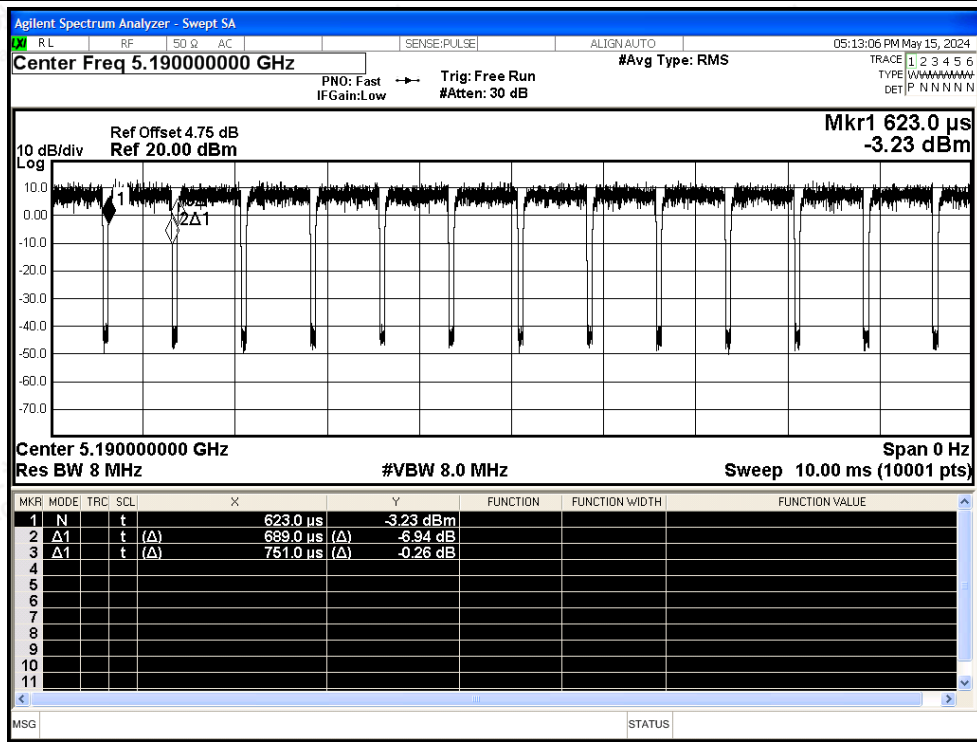 Agilent Spectrum Analyzer - Swept SA
LXI RL RF 50 Ω AC SENSE:PULSE ALIGN AUTO 05:13:06 PM May 15, 2024
Center Freq 5.190000000 GHz
#Avg Type: RMS
TRACE 1 2 3 4 5 6
PNO: Fast
Trig: Free Run
TYPE
IFGain:Low
#Atten: 30 dB
DET P N N N N N
Mkr1 623.0 µs
Ref Offset 4.75 dB
10 dB/div Ref 20.00 dBm
-3.23 dBm
Log
10.0
1
0.00
2Δ1
-10.0
-20.0
-30.0
-40.0
-50.0
-60.0
-70.0
Center 5.190000000 GHz Span 0 Hz
Res BW 8 MHz #VBW 8.0 MHz Sweep 10.00 ms (10001 pts)
MKR MODE TRC SCL X Y FUNCTION FUNCTION WIDTH FUNCTION VALUE
1 N t 623.0 µs -3.23 dBm
2 Δ1 t (Δ) 689.0 µs (Δ) -6.94 dB
3 Δ1 t (Δ) 751.0 µs (Δ) -0.26 dB
4
5
6
7
8
9
10
11
MSG STATUS